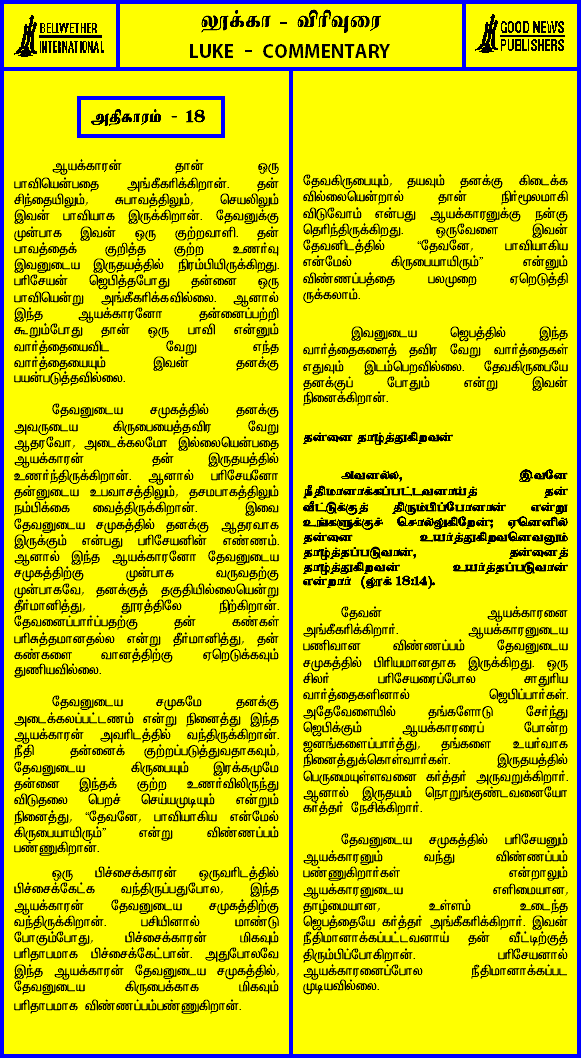 BELWETHER
INTERNATIONAL
லூக்கா - விரிவுரை
LUKE - COMMENTARY
GOOD NEWS
PUBLISHERS
அதிகாரம் - 18
ஆயக்காரன் தான் ஒரு
பாவியென்பதை அங்கீகரிக்கிறான். தன்
சிந்தையிலும், சுபாவத்திலும், செயலிலும்
இவன் பாவியாக இருக்கிறான். தேவனுக்கு
முன்பாக இவன் ஒரு குற்றவாளி. தன்
பாவத்தைக் குறித்த குற்ற உணர்வு
இவனுடைய இருதயத்தில் நிரம்பியிருக்கிறது.
பரிசேயன் ஜெபித்தபோது தன்னை ஒரு
பாவியென்று அங்கீகரிக்கவில்லை. ஆனால்
இந்த ஆயக்காரனோ தன்னைப்பற்றி
கூறும்போது தான் ஒரு பாவி என்னும்
வார்த்தையைவிட வேறு எந்த
வார்த்தையையும் இவன் தனக்கு
பயன்படுத்தவில்லை.
தேவனுடைய சமுகத்தில் தனக்கு
அவருடைய கிருபையைத்தவிர வேறு
ஆதரவோ, அடைக்கலமோ இல்லையென்பதை
ஆயக்காரன் தன் இருதயத்தில்
உணர்ந்திருக்கிறான். ஆனால் பரிசேயனோ
தன்னுடைய உபவாசத்திலும், தசமபாகத்திலும்
நம்பிக்கை வைத்திருக்கிறான். இவை
தேவனுடைய சமுகத்தில் தனக்கு ஆதரவாக
இருக்கும் என்பது பரிசேயனின் எண்ணம்.
ஆனால் இந்த ஆயக்காரனோ தேவனுடைய
சமுகத்திற்கு முன்பாக வருவதற்கு
முன்பாகவே, தனக்குத் தகுதியில்லையென்று
தீர்மானித்து, தூரத்திலே நிற்கிறான்.
தேவனைப்பார்ப்பதற்கு தன் கண்கள்
பரிசுத்தமானதல்ல என்று தீர்மானித்து, தன்
கண்களை வானத்திற்கு ஏறெடுக்கவும்
துணியவில்லை.
தேவனுடைய சமுகமே தனக்கு
அடைக்கலப்பட்டணம் என்று நினைத்து இந்த
ஆயக்காரன் அவரிடத்தில் வந்திருக்கிறான்.
நீதி தன்னைக் குற்றப்படுத்துவதாகவும்,
தேவனுடைய கிருபையும் இரக்கமுமே
தன்னை இந்தக் குற்ற உணர்விலிருந்து
விடுதலை பெறச் செய்யமுடியும் என்றும்
நினைத்து, “தேவனே, பாவியாகிய என்மேல்
கிருபையாயிரும்” என்று விண்ணப்பம்
பண்ணுகிறான்.
ஒரு பிச்சைக்காரன் ஒருவரிடத்தில்
பிச்சைக்கேட்க வந்திருப்பதுபோல, இந்த
ஆயக்காரன் தேவனுடைய சமுகத்திற்கு
வந்திருக்கிறான். பசியினால் மாண்டு
போகும்போது, பிச்சைக்காரன் மிகவும்
பரிதாபமாக பிச்சைக்கேட்பான். அதுபோலவே
இந்த ஆயக்காரன் தேவனுடைய சமுகத்தில்,
தேவனுடைய கிருபைக்காக மிகவும்
பரிதாபமாக விண்ணப்பம்பண்ணுகிறான்.
தேவகிருபையும், தயவும் தனக்கு கிடைக்க
வில்லையென்றால் தான் நிர்மூலமாகி
விடுவோம் என்பது ஆயக்காரனுக்கு நன்கு
தெரிந்திருக்கிறது. ஒருவேளை இவன்
தேவனிடத்தில் “தேவனே, பாவியாகிய
என்மேல் கிருபையாயிரும்” என்னும்
விண்ணப்பத்தை பலமுறை ஏறெடுத்தி
ருக்கலாம்.
இவனுடைய ஜெபத்தில் இந்த
வார்த்தைகளைத் தவிர வேறு வார்த்தைகள்
எதுவும் இடம்பெறவில்லை. தேவகிருபையே
தனக்குப் போதும் என்று இவன்
நினைக்கிறான்.
தன்னை தாழ்த்துகிறவன்
அவனல்ல, இவனே
நீதிமானாக்கப்பட்டவனாய்த் தன்
வீட்டுக்குத் திரும்பிப்போனான் என்று
உங்களுக்குச் சொல்லுகிறேன்; ஏனெனில்
தன்னை உயர்த்துகிறவனெவனும்
தாழ்த்தப்படுவான், தன்னைத்
தாழ்த்துகிறவன் உயர்த்தப்படுவான்
என்றார் (லூக் 18:14).
தேவன் ஆயக்காரனை
அங்கீகரிக்கிறார். ஆயக்காரனுடைய
பணிவான விண்ணப்பம் தேவனுடைய
சமுகத்தில் பிரியமானதாக இருக்கிறது. ஒரு
சிலர் பரிசேயரைப்போல சாதுரிய
வார்த்தைகளினால் ஜெபிப்பார்கள்.
அதேவேளையில் தங்களோடு சேர்ந்து
ஜெபிக்கும் ஆயக்காரரைப் போன்ற
ஜனங்களைப்பார்த்து, தங்களை உயர்வாக
நினைத்துக்கொள்வார்கள். இருதயத்தில்
பெருமையுள்ளவனை கர்த்தர் அருவறுக்கிறார்.
ஆனால் இருதயம் நொறுங்குண்டவனையோ
கர்த்தர் நேசிக்கிறார்.
தேவனுடைய சமுகத்தில் பரிசேயனும்
ஆயக்காரனும் வந்து விண்ணப்பம்
பண்ணுகிறார்கள் என்றாலும்
ஆயக்காரனுடைய எளிமையான,
தாழ்மையான, உள்ளம் உடைந்த
ஜெபத்தையே கர்த்தர் அங்கீகரிக்கிறார். இவன்
நீதிமானாக்கப்பட்டவனாய் தன் வீட்டிற்குத்
திரும்பிப்போகிறான். பரிசேயனால்
ஆயக்காரனைப்போல நீதிமானாக்கப்பட
முடியவில்லை.